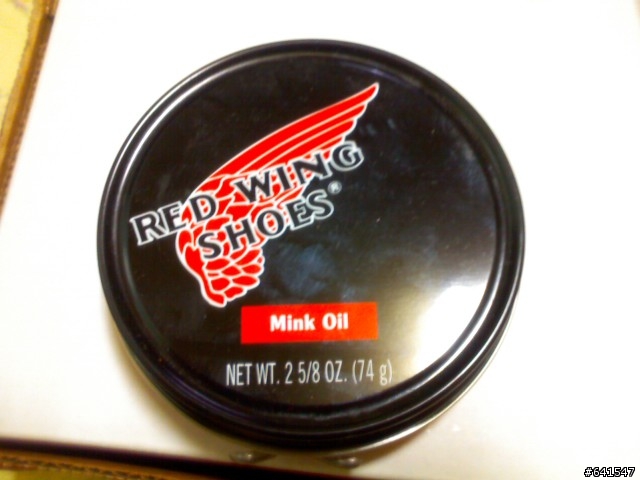 RED WING
SHOES®
Mink Oil
NET WT. 2 5/8 OZ. (74 g)
#641547